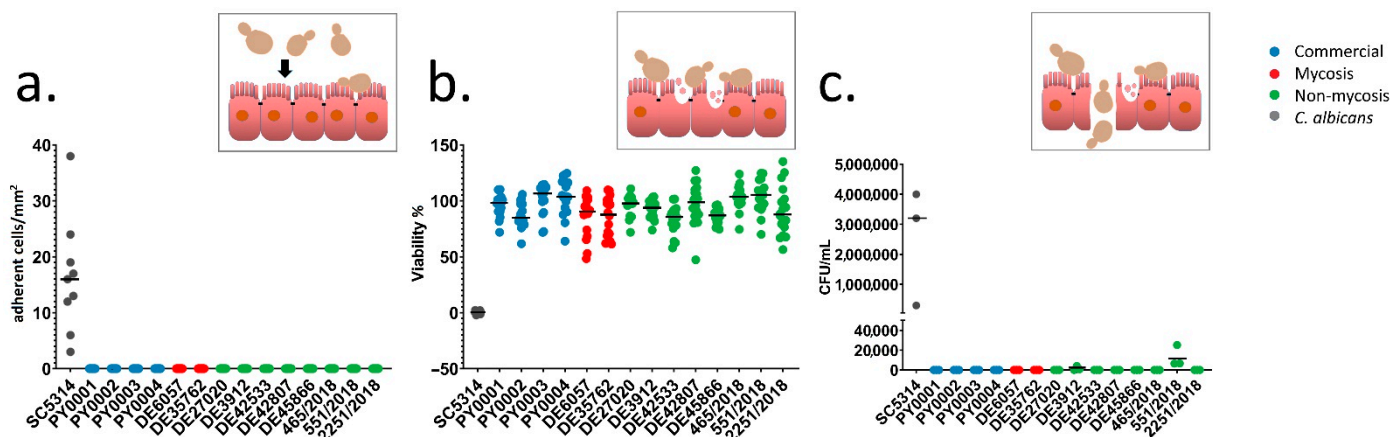 a.
adherent cells/mm²
40
30
20
10
0
SC5314
PY0001
PY0002
PY0003
PY0004
DE6057
DE35762
DE27020
DE3912
DE42533
DE42807
DE45866
465/2018
551/2018
2251/2018
b.
Viability %
150
100
50
0
−50
SC5314
PY0001
PY0002
PY0003
PY0004
DE6057
DE35762
DE27020
DE3912
DE42533
DE42807
DE45866
465/2018
551/2018
2251/2018
c.
CFU/mL
5,000,000
4,000,000
3,000,000
2,000,000
1,000,000
40,000
20,000
0
SC5314
PY0001
PY0002
PY0003
PY0004
DE6057
DE35762
DE27020
DE3912
DE42533
DE42807
DE45866
465/2018
551/2018
2251/2018
Commercial
Mycosis
Non-mycosis
C. albicans